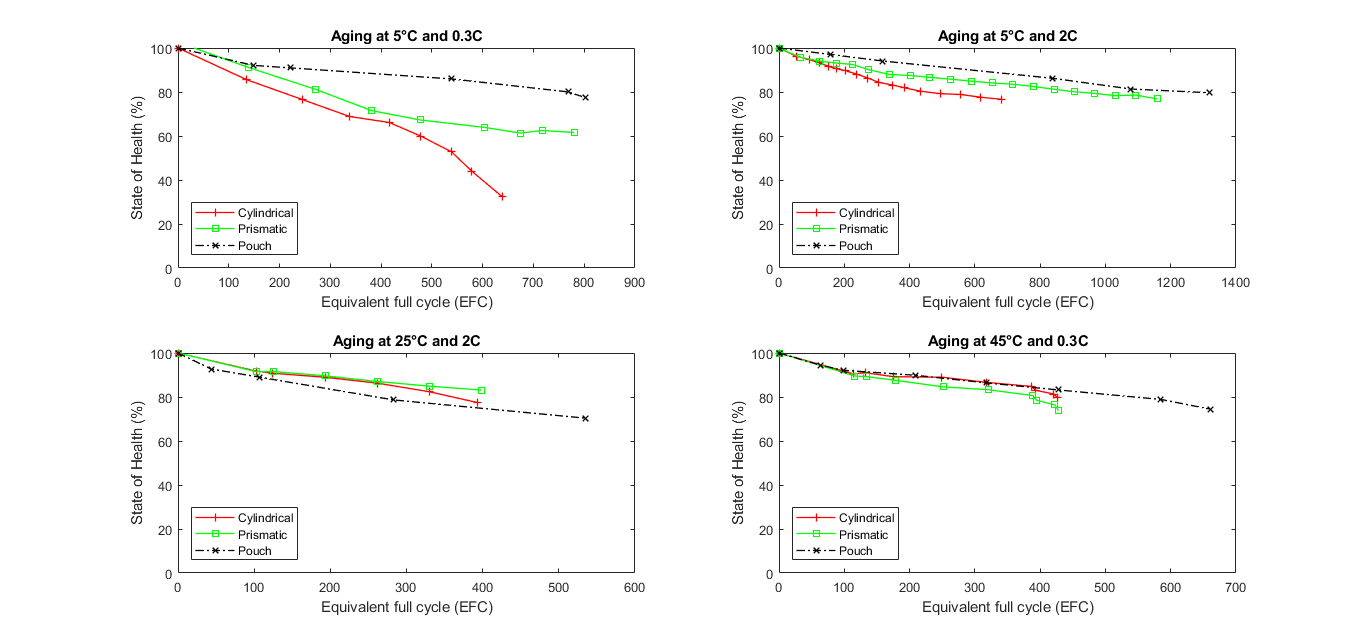 Aging at 5°C and 0.3C
100
80
60
40
20
0
State of Health (%)
Cylindrical
Prismatic
Pouch
0 100 200 300 400 500 600 700 800 900
Equivalent full cycle (EFC)
Aging at 5°C and 2C
100
80
60
40
20
0
State of Health (%)
Cylindrical
Prismatic
Pouch
0 200 400 600 800 1000 1200 1400
Equivalent full cycle (EFC)
Aging at 25°C and 2C
100
80
60
40
20
0
State of Health (%)
Cylindrical
Prismatic
Pouch
0 100 200 300 400 500 600
Equivalent full cycle (EFC)
Aging at 45°C and 0.3C
100
80
60
40
20
0
State of Health (%)
Cylindrical
Prismatic
Pouch
0 100 200 300 400 500 600 700
Equivalent full cycle (EFC)